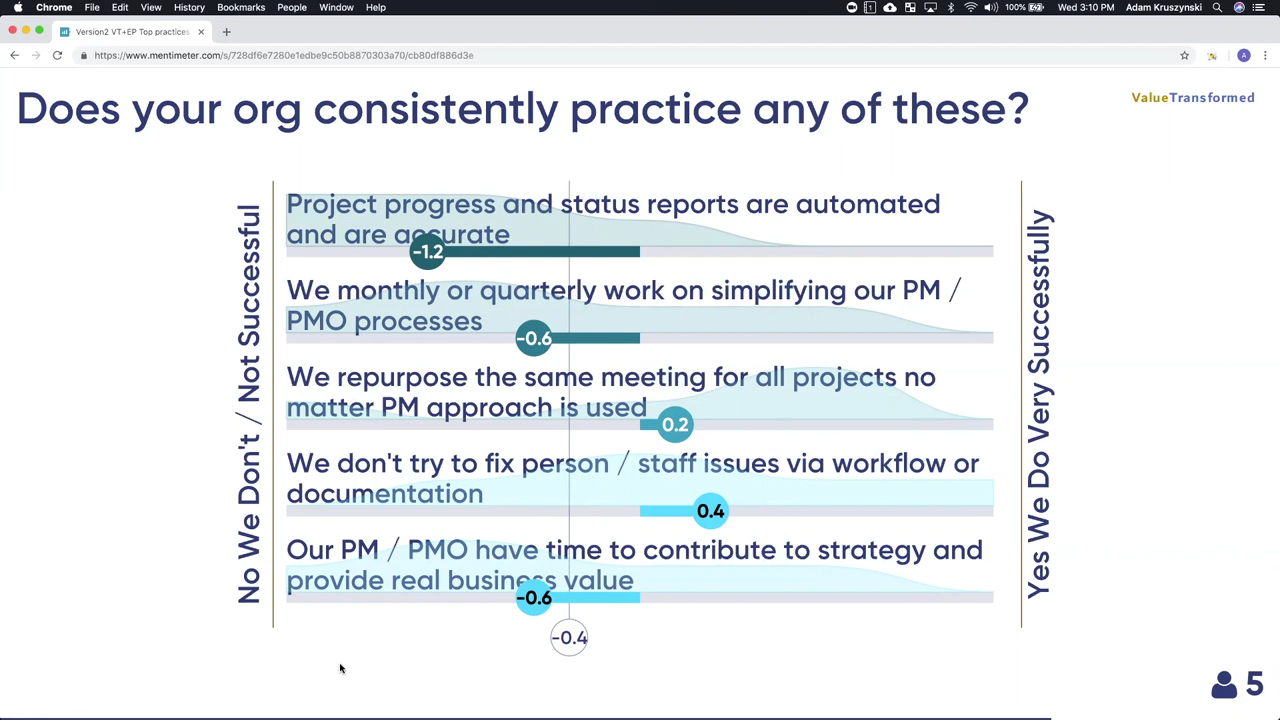 Chrome File Edit View History Bookmarks People Window Help 100% Wed 3:10 PM Adam Kruszynski
Version2 VT+EP Top practices
https://www.mentimeter.com/s/728df6e7280e1edbe9c50b8870303a70/cb80df886d3e
A
Does your org consistently practice any of these?
ValueTransformed
No We Don't / Not Successful
Project progress and status reports are automated
and are accurate
-1.2
We monthly or quarterly work on simplifying our PM /
PMO processes
-0.6
We repurpose the same meeting for all projects no
matter PM approach is used
0.2
We don't try to fix person / staff issues via workflow or
documentation
0.4
Our PM / PMO have time to contribute to strategy and
provide real business value
-0.6
-0.4
Yes We Do Very Successfully
5